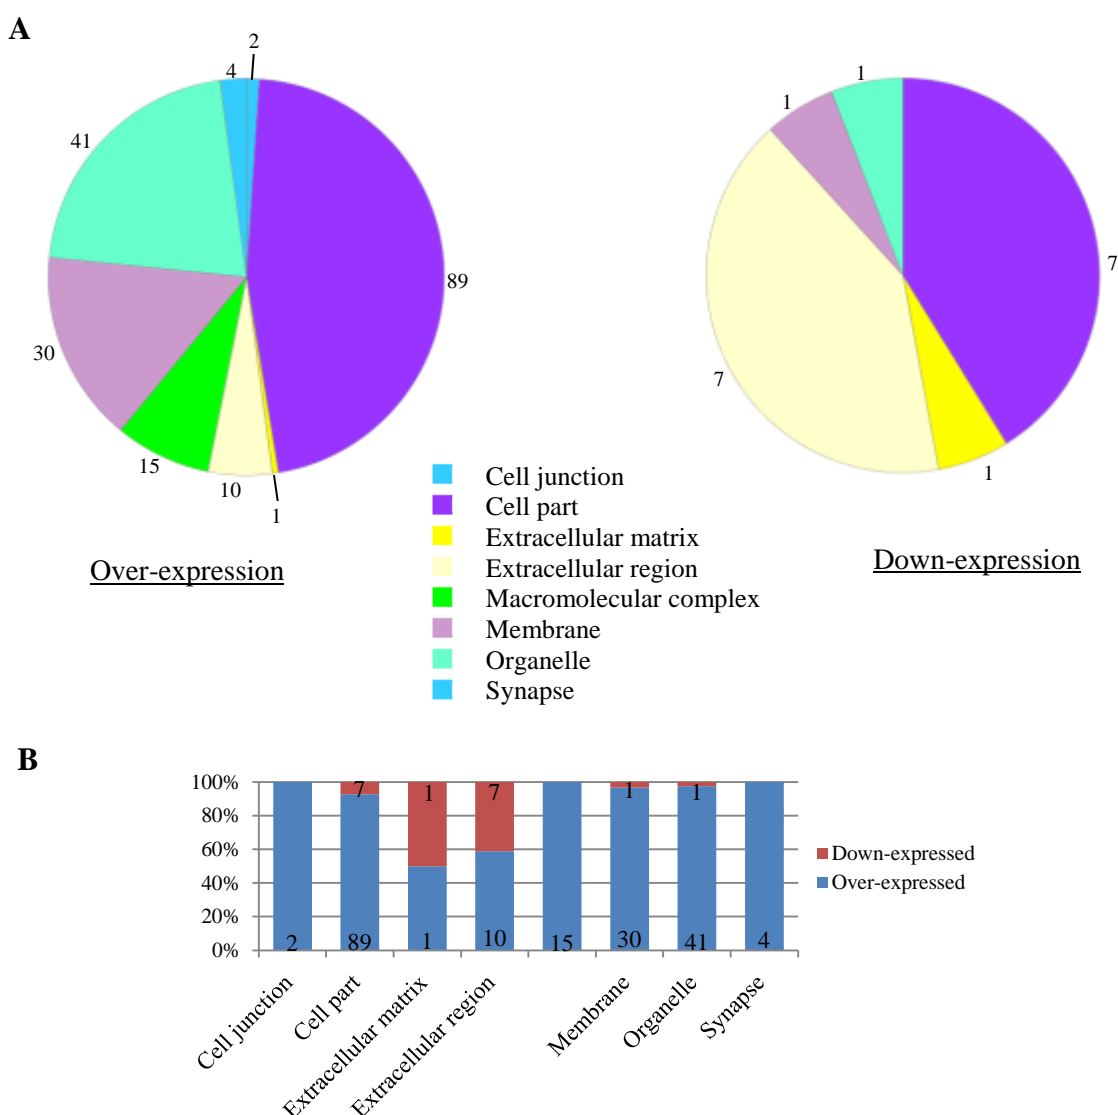 A
2
4
41
89
30
15
10
1
Over-expression
1
1
7
7
1
Down-expression
Cell junction
Cell part
Extracellular matrix
Extracellular region
Macromolecular complex
Membrane
Organelle
Synapse
B
100%
80%
60%
40%
20%
0%
7
1
7
1
1
2
89
1
10
15
30
41
4
Down-expressed
Over-expressed
Cell junction
Cell part
Extracellular matrix
Extracellular region
Membrane
Organelle
Synapse